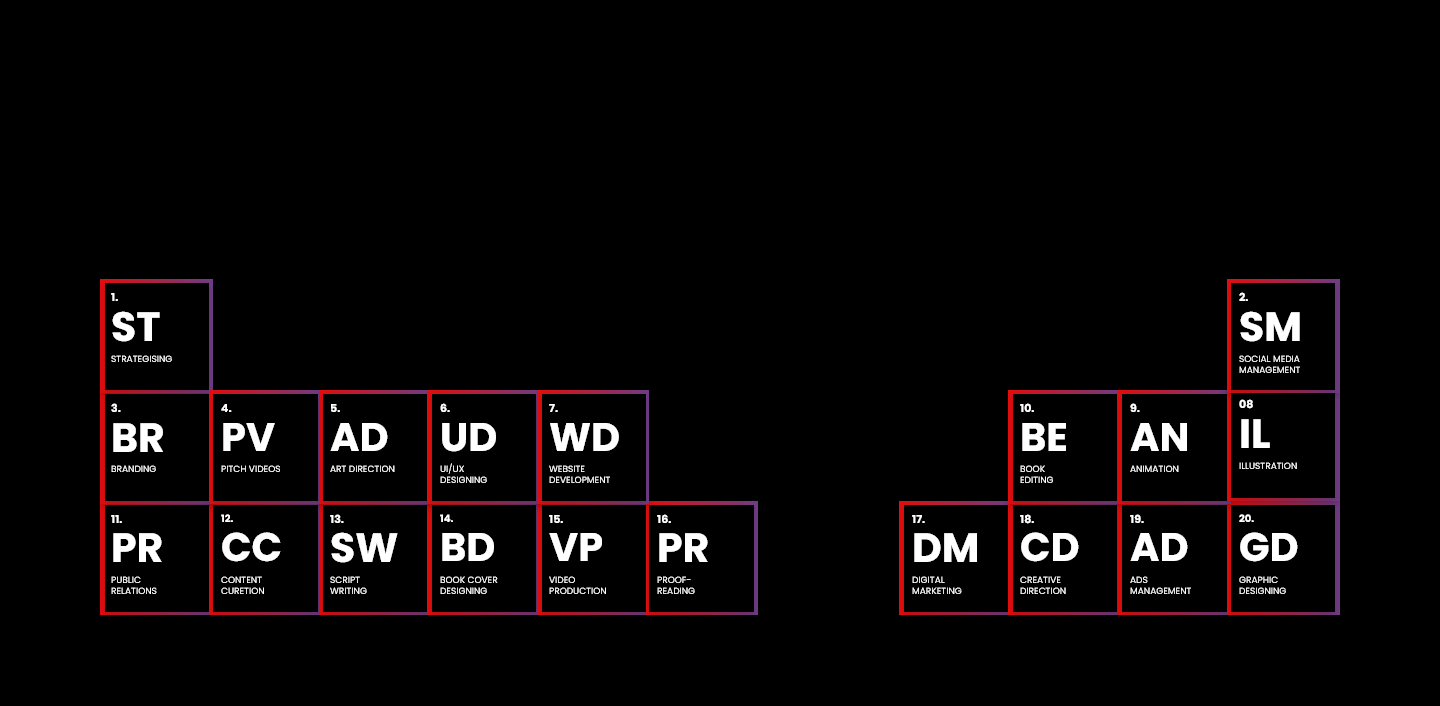 1.
ST
STRATEGISING
2.
SM
SOCIAL MEDIA
MANAGEMENT
3.
BR
BRANDING
4.
PV
PITCH VIDEOS
5.
AD
ART DIRECTION
6.
UD
UI/UX
DESIGNING
7.
WD
WEBSITE
DEVELOPMENT
10.
BE
BOOK
EDITING
9.
AN
ANIMATION
08
IL
ILLUSTRATION
11.
PR
PUBLIC
RELATIONS
12.
CC
CONTENT
CURETION
13.
SW
SCRIPT
WRITING
14.
BD
BOOK COVER
DESIGNING
15.
VP
VIDEO
PRODUCTION
16.
PR
PROOF-
READING
17.
DM
DIGITAL
MARKETING
18.
CD
CREATIVE
DIRECTION
19.
AD
ADS
MANAGEMENT
20.
GD
GRAPHIC
DESIGNING